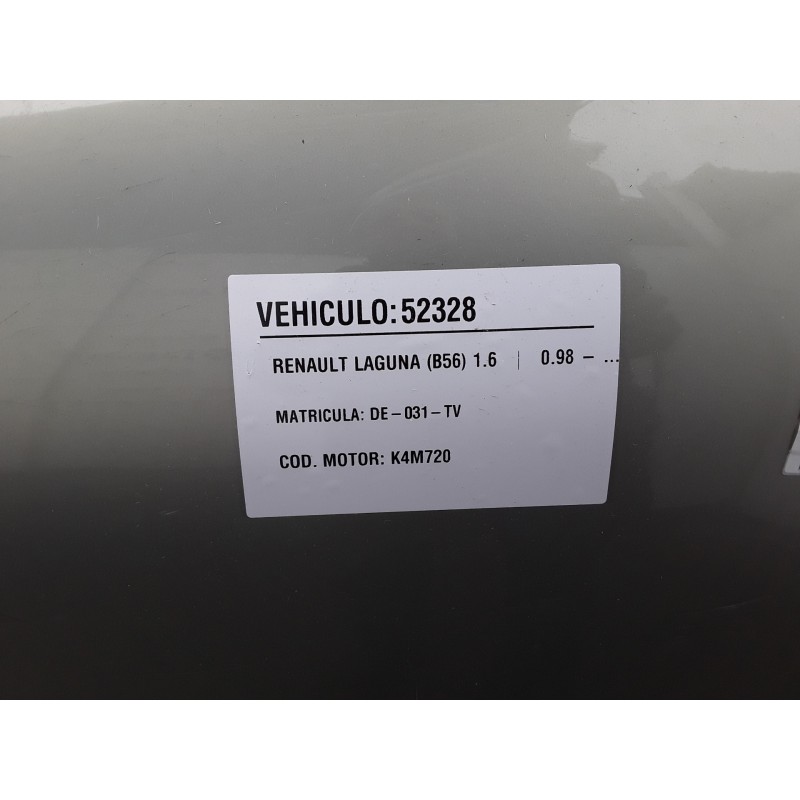 VEHICULO:52328
RENAULT LAGUNA (B56) 1.6 | 0.98 – ...
MATRICULA: DE–031–TV
COD. MOTOR: K4M720